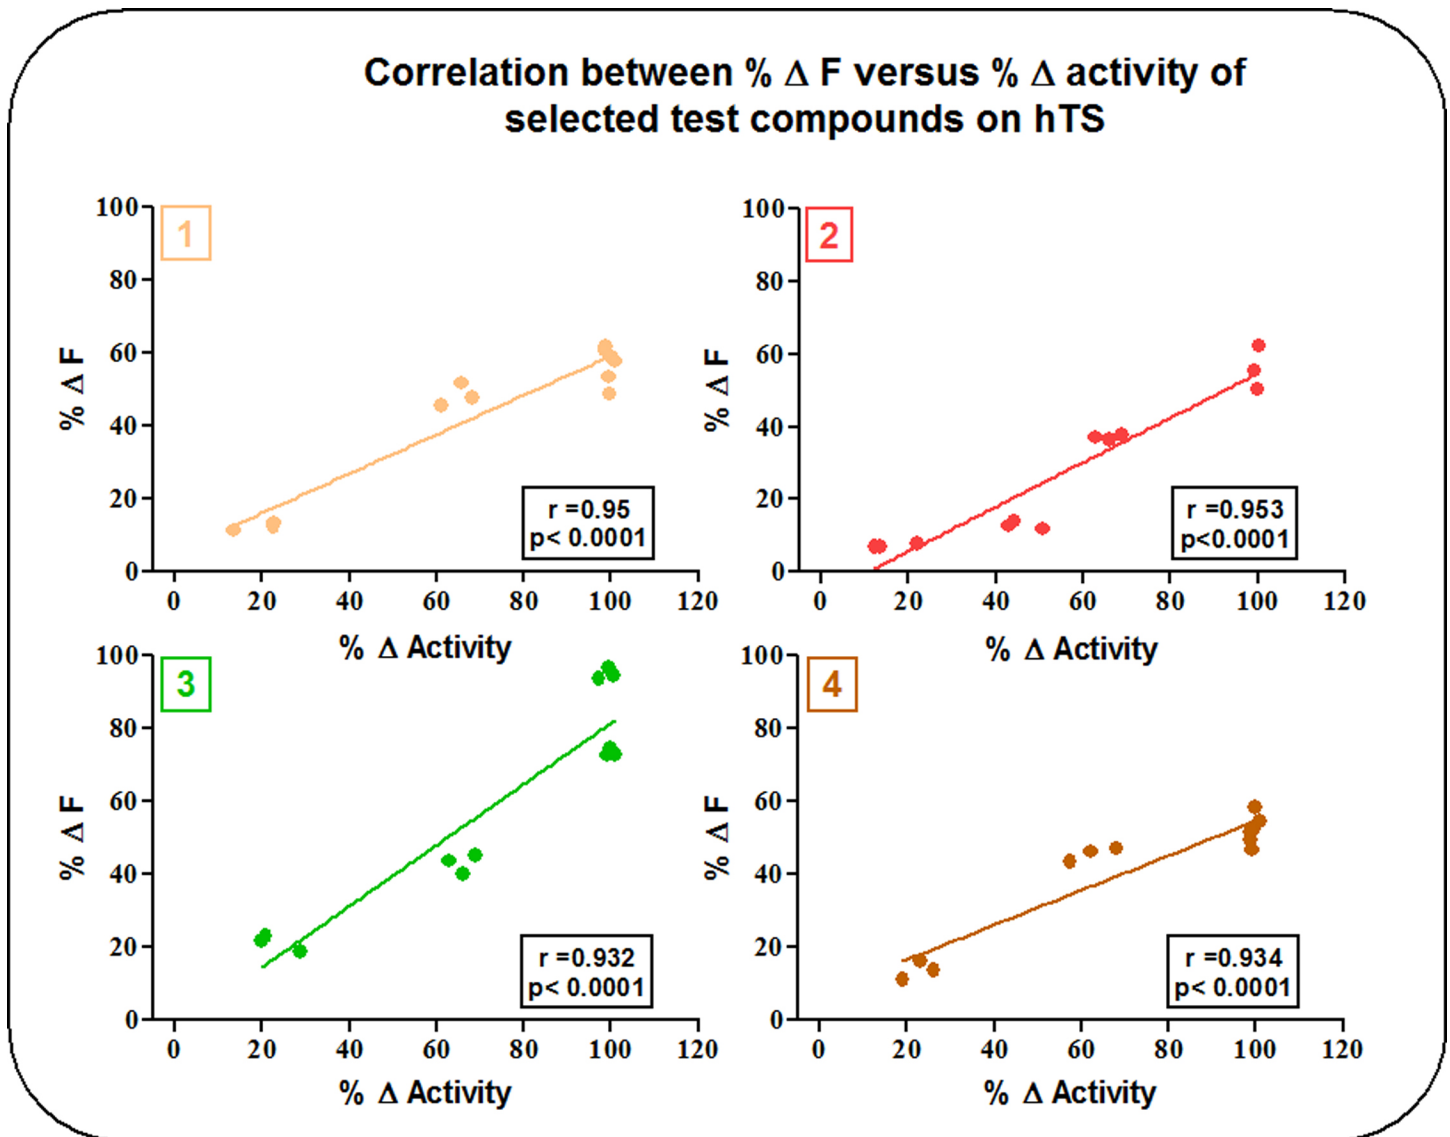 Correlation between % Δ F versus % Δ activity of
selected test compounds on hTS
1
100
80
60
40
20
0
% Δ F
r =0.95
p< 0.0001
0 20 40 60 80 100 120
% Δ Activity
2
100
80
60
40
20
0
% Δ F
r =0.953
p<0.0001
0 20 40 60 80 100 120
% Δ Activity
3
100
80
60
40
20
0
% Δ F
r =0.932
p< 0.0001
0 20 40 60 80 100 120
% Δ Activity
4
100
80
60
40
20
0
% Δ F
r =0.934
p< 0.0001
0 20 40 60 80 100 120
% Δ Activity